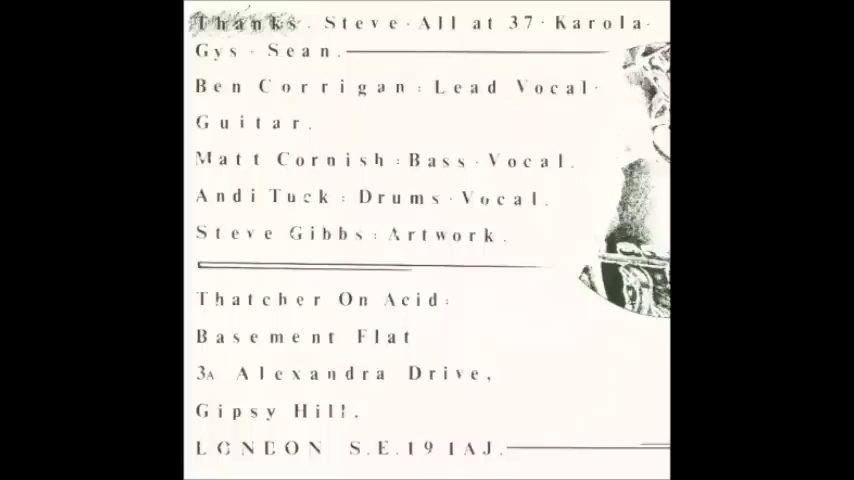 Thanks. Steve·All at 37·Karola·
Gys·Sean.
Ben Corrigan:Lead Vocal·
Guitar.
Matt Cornish:Bass·Vocal.
Andi Tuck:Drums·Vocal.
Steve Gibbs:Artwork.
Thatcher On Acid:
Basement Flat
3A Alexandra Drive,
Gipsy Hill.
LONDON S.E.19 1AJ.